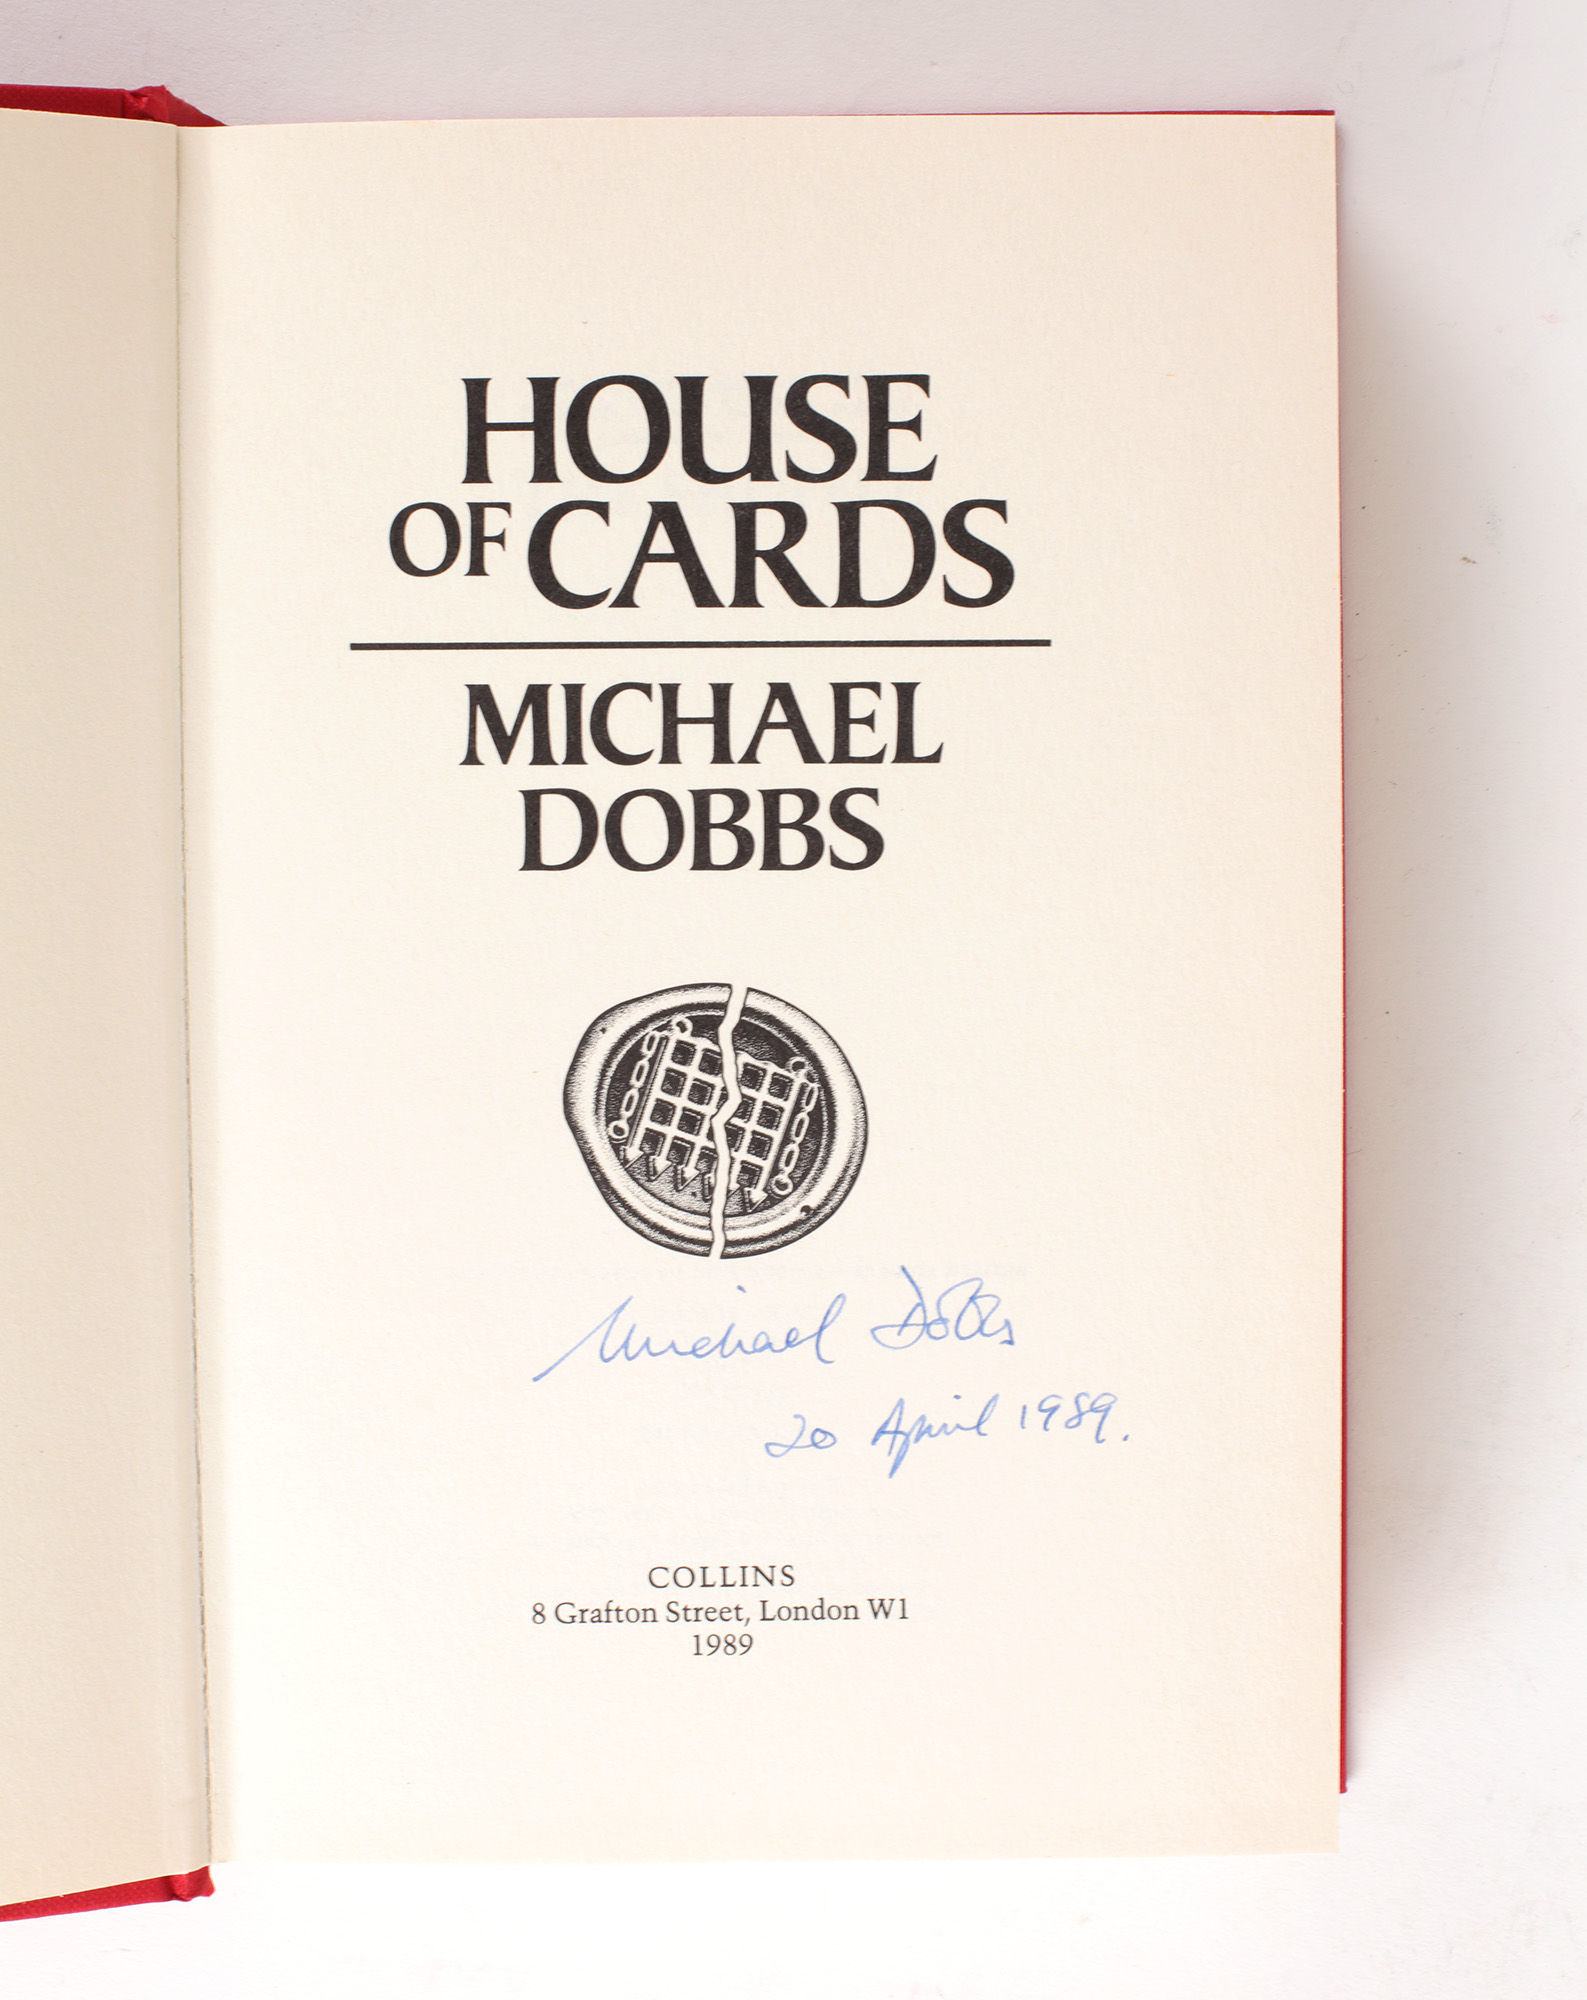 HOUSE
OF CARDS
MICHAEL
DOBBS
Michael Dobbs
20 April 1989.
COLLINS
8 Grafton Street, London W1
1989